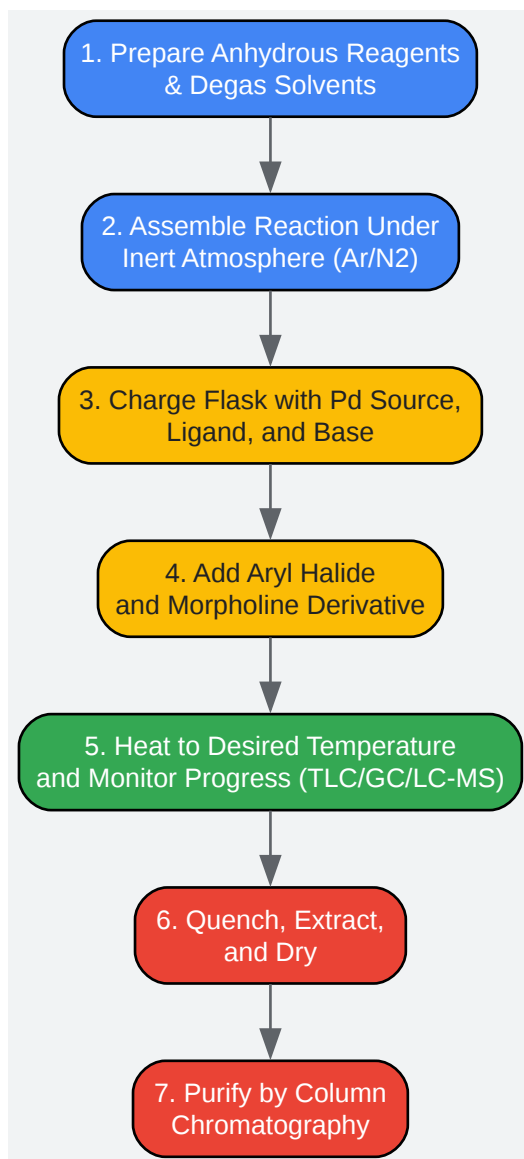 1. Prepare Anhydrous Reagents
& Degas Solvents
2. Assemble Reaction Under
Inert Atmosphere (Ar/N2)
3. Charge Flask with Pd Source,
Ligand, and Base
4. Add Aryl Halide
and Morpholine Derivative
5. Heat to Desired Temperature
and Monitor Progress (TLC/GC/LC-MS)
6. Quench, Extract,
and Dry
7. Purify by Column
Chromatography